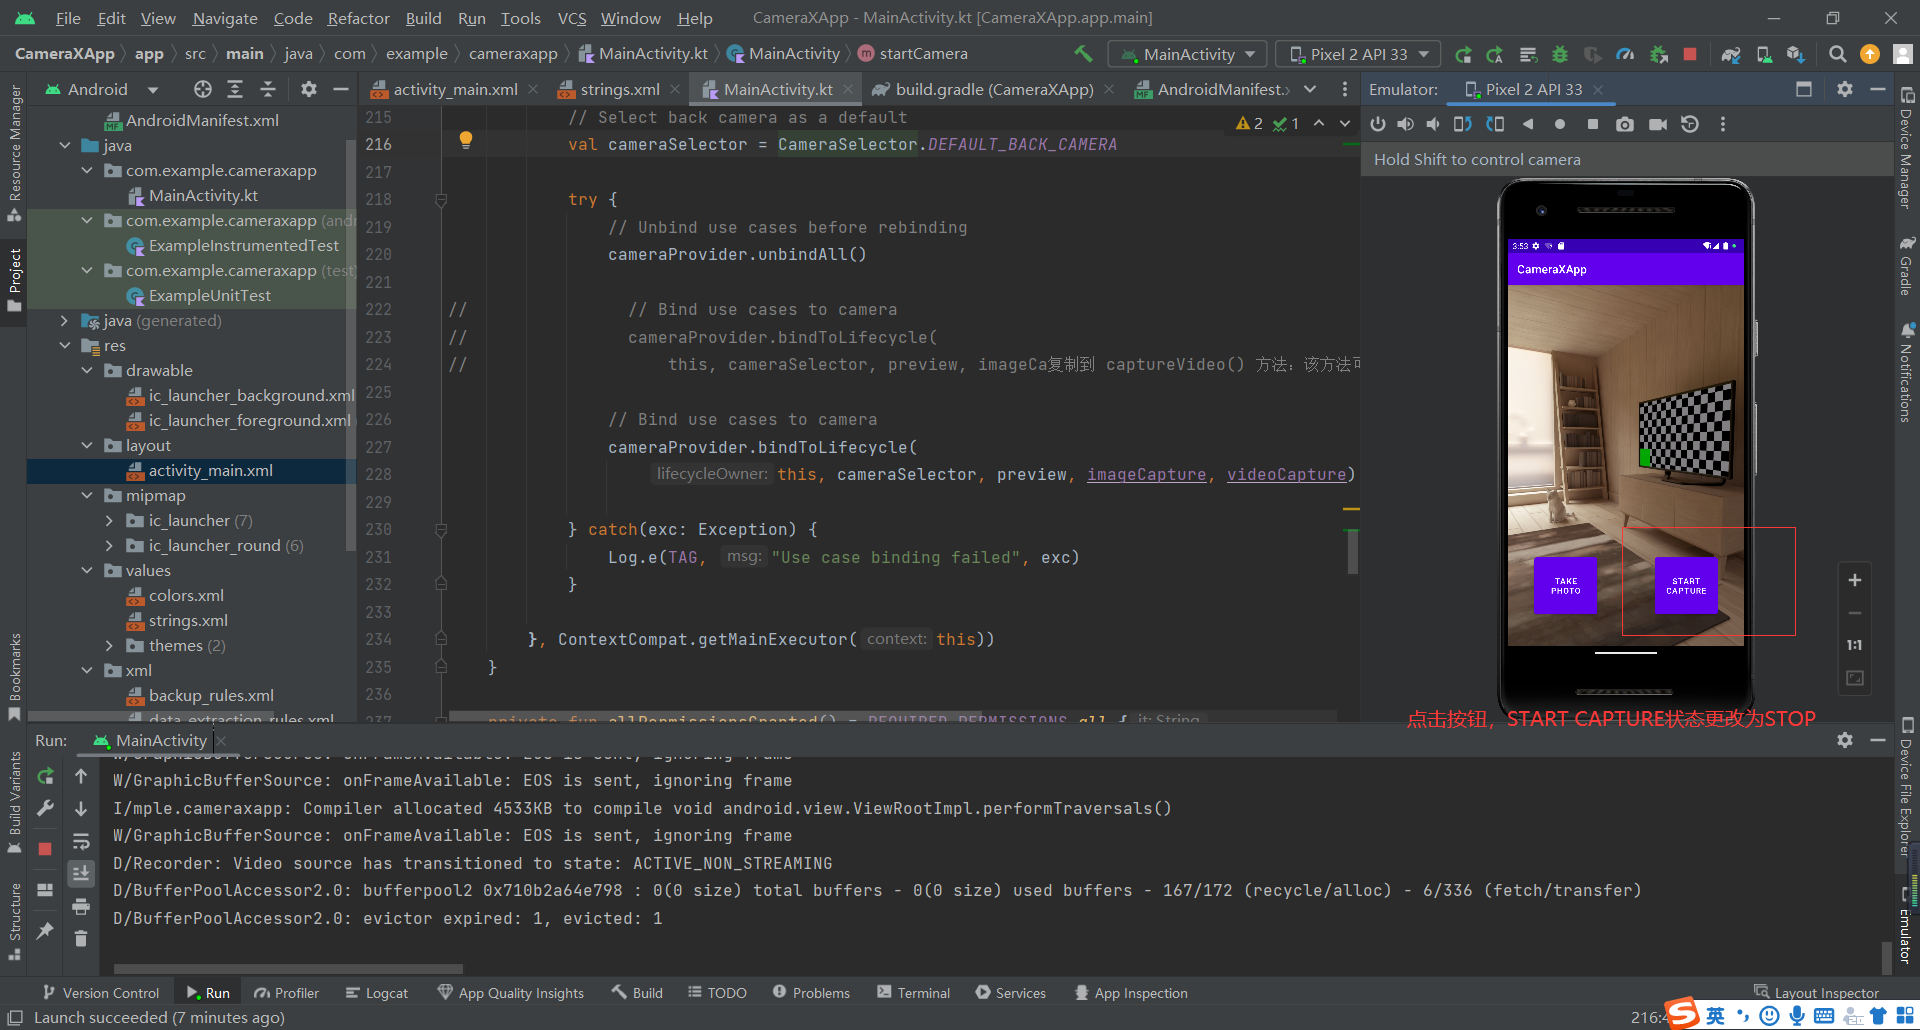 File Edit View Navigate Code Refactor Build Run Tools VCS Window Help CameraXApp - MainActivity.kt [CameraXApp.app.main]
CameraXApp app src main java com example cameraxapp MainActivity.kt MainActivity startCamera MainActivity Pixel 2 API 33
Android
activity_main.xml strings.xml MainActivity.kt build.gradle (CameraXApp) AndroidManifest.
Emulator: Pixel 2 API 33
Hold Shift to control camera
Resource Manager
Project
Bookmarks
Build Variants
Structure
AndroidManifest.xml
java
com.example.cameraxapp
MainActivity.kt
com.example.cameraxapp (andr
ExampleInstrumentedTest
com.example.cameraxapp (test
ExampleUnitTest
java (generated)
res
drawable
ic_launcher_background.xml
ic_launcher_foreground.xml
layout
activity_main.xml
mipmap
ic_launcher (7)
ic_launcher_round (6)
values
colors.xml
strings.xml
themes (2)
xml
backup_rules.xml
data_extraction_rules.xml
2 1
215 // Select back camera as a default
216 val cameraSelector = CameraSelector.DEFAULT_BACK_CAMERA
217
218 try {
219 // Unbind use cases before rebinding
220 cameraProvider.unbindAll()
221
222 // // Bind use cases to camera
223 // cameraProvider.bindToLifecycle(
224 // this, cameraSelector, preview, imageCa复制到 captureVideo() 方法：该方法可
225
226 // Bind use cases to camera
227 cameraProvider.bindToLifecycle(
228 lifecycleOwner: this, cameraSelector, preview, imageCapture, videoCapture)
229
230 } catch(exc: Exception) {
231 Log.e(TAG, msg: "Use case binding failed", exc)
232 }
233
234 }, ContextCompat.getMainExecutor( context: this))
235 }
236
237 private fun allPermissionsGranted() = REQUIRED_PERMISSIONS.all { it: String
3:53
CameraXApp
TAKE PHOTO
START CAPTURE
1:1
点击按钮，START CAPTURE状态更改为STOP
Device Manager
Gradle
Notifications
Device File Explorer
Emulator
Run: MainActivity
W/GraphicBufferSource: onFrameAvailable: EOS is sent, ignoring frame
W/GraphicBufferSource: onFrameAvailable: EOS is sent, ignoring frame
I/mple.cameraxapp: Compiler allocated 4533KB to compile void android.view.ViewRootImpl.performTraversals()
W/GraphicBufferSource: onFrameAvailable: EOS is sent, ignoring frame
D/Recorder: Video source has transitioned to state: ACTIVE_NON_STREAMING
D/BufferPoolAccessor2.0: bufferpool2 0x710b2a64e798 : 0(0 size) total buffers - 0(0 size) used buffers - 167/172 (recycle/alloc) - 6/336 (fetch/transfer)
D/BufferPoolAccessor2.0: evictor expired: 1, evicted: 1
Version Control Run Profiler Logcat App Quality Insights Build TODO Problems Terminal Services App Inspection Layout Inspector
Launch succeeded (7 minutes ago) 216:4
英